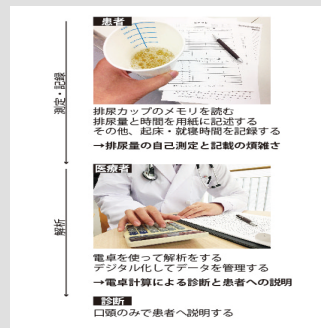 患者
測定・記録
排尿カップのメモリを読む
排尿量と時間を用紙に記述する
その他、起床・就寝時間を記録する
→排尿量の自己測定と記載の煩雑さ
医療者
解析
電卓を使って解析をする
デジタル化してデータを管理する
→電卓計算による診断と患者への説明
診断
口頭のみで患者へ説明する